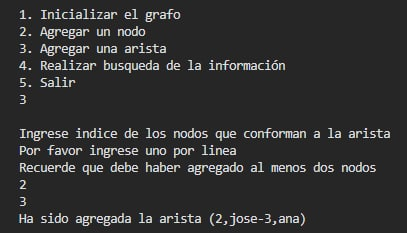 1. Inicializar el grafo
2. Agregar un nodo
3. Agregar una arista
4. Realizar busqueda de la información
5. Salir
3
Ingrese indice de los nodos que conforman a la arista
Por favor ingrese uno por linea
Recuerde que debe haber agregado al menos dos nodos
2
3
Ha sido agregada la arista (2,jose-3,ana)